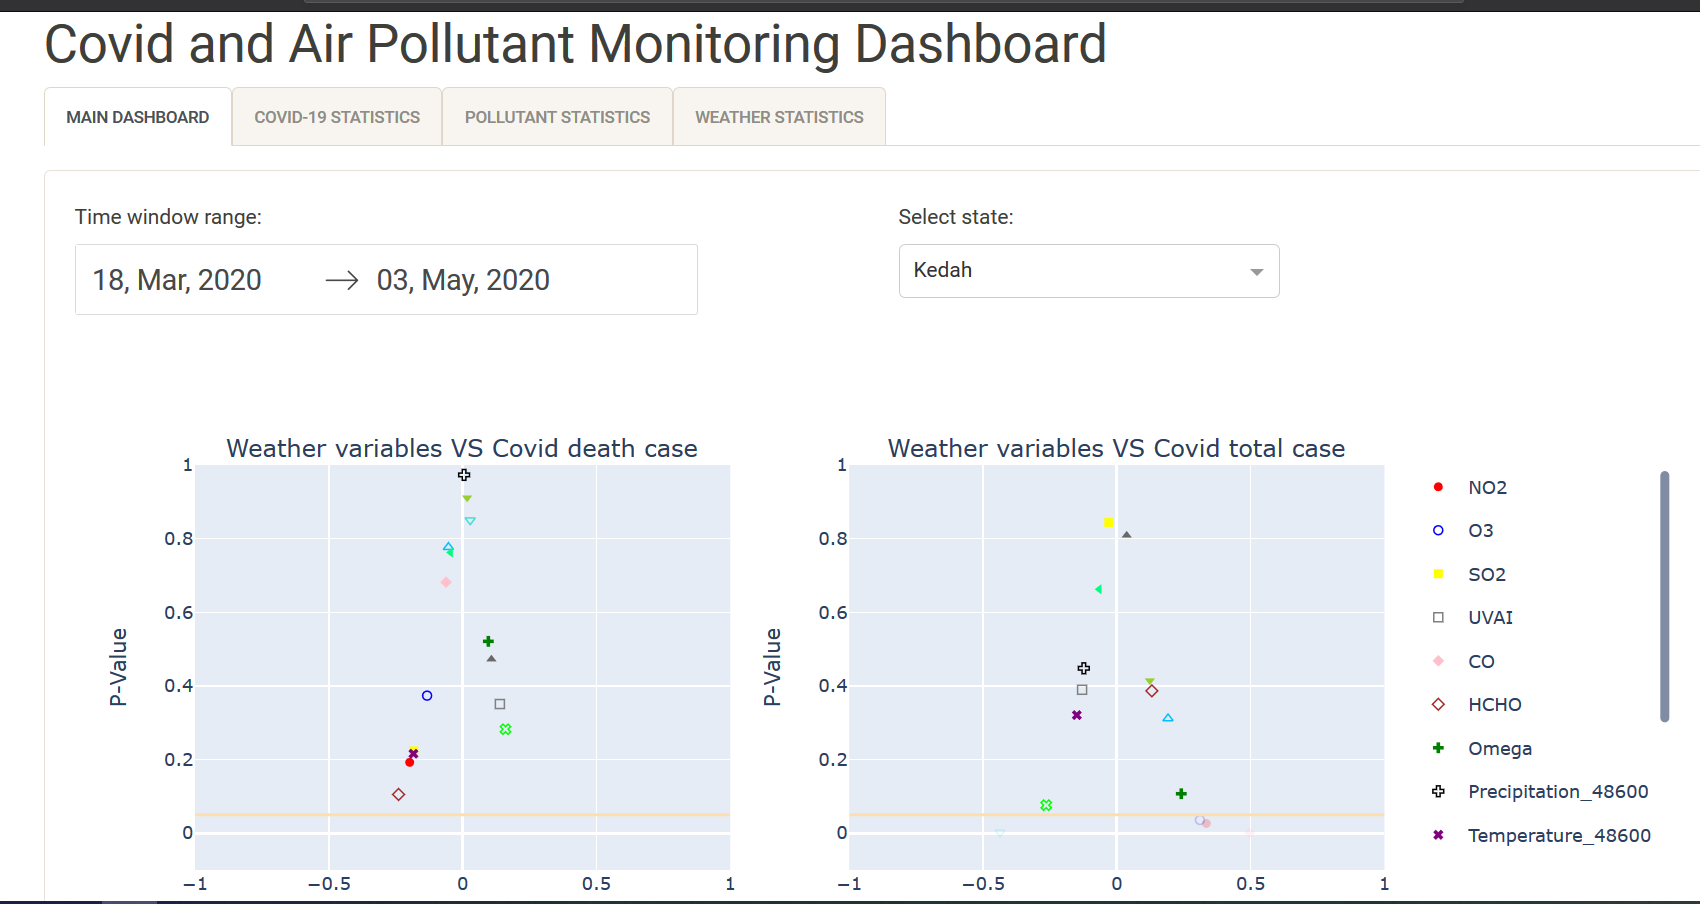 Covid and Air Pollutant Monitoring Dashboard
MAIN DASHBOARD
COVID-19 STATISTICS
POLLUTANT STATISTICS
WEATHER STATISTICS
Time window range:
18, Mar, 2020 → 03, May, 2020
Select state:
Kedah
Weather variables VS Covid death case
1
0.8
0.6
0.4
0.2
0
P-Value
−1
−0.5
0
0.5
1
Weather variables VS Covid total case
1
0.8
0.6
0.4
0.2
0
P-Value
−1
−0.5
0
0.5
1
NO2
O3
SO2
UVAI
CO
HCHO
Omega
Precipitation_48600
Temperature_48600